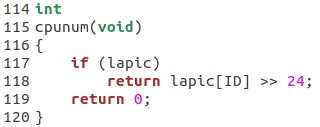 114 int
115 cpunum(void)
116 {
117     if (lapic)
118         return lapic[ID] >> 24;
119     return 0;
120 }